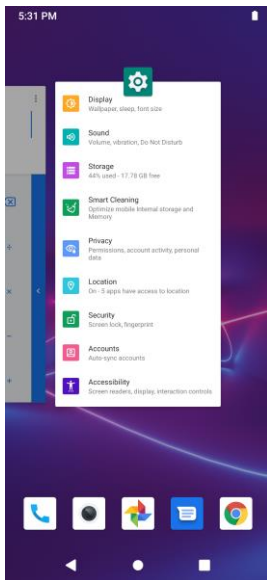 5:31 PM
Display
Wallpaper, sleep, font size
Sound
Volume, vibration, Do Not Disturb
Storage
44% used - 17.78 GB free
Smart Cleaning
Optimize mobile Internal storage and
Memory
Privacy
Permissions, account activity, personal
data
Location
On - 5 apps have access to location
Security
Screen lock, fingerprint
Accounts
Auto-sync accounts
Accessibility
Screen readers, display, interaction controls
÷
×
-
+